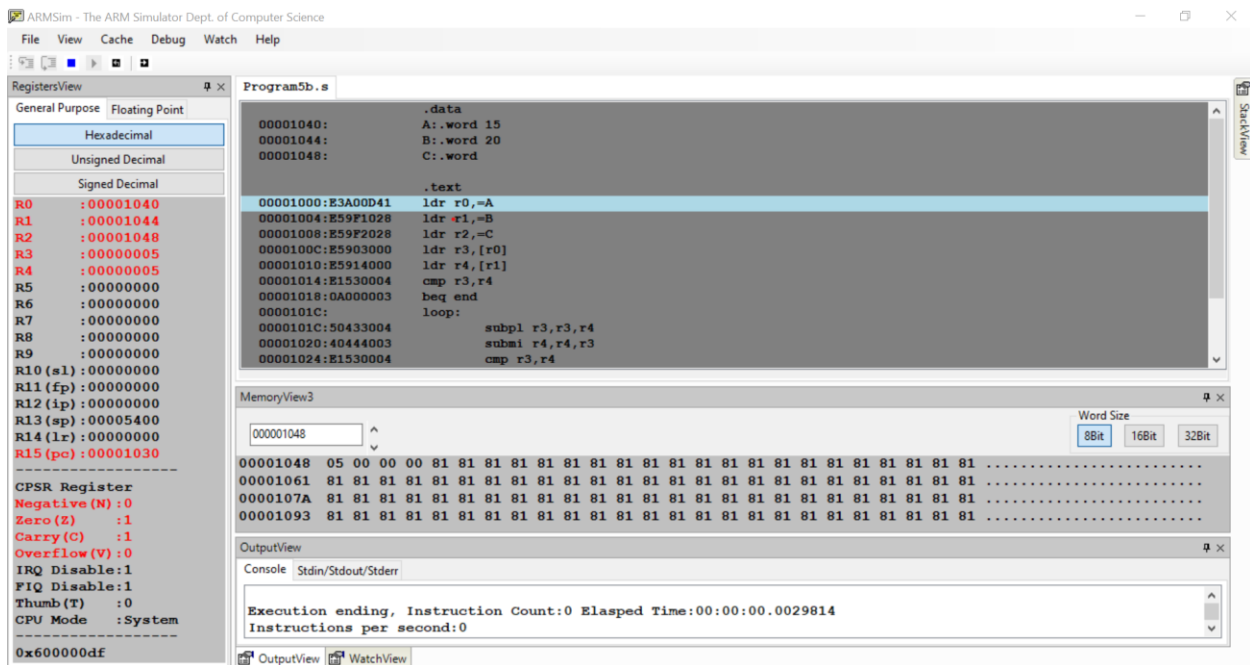 ARMSim - The ARM Simulator Dept. of Computer Science
File View Cache Debug Watch Help
RegistersView
General Purpose Floating Point
Hexadecimal
Unsigned Decimal
Signed Decimal
R0 :00001040
R1 :00001044
R2 :00001048
R3 :00000005
R4 :00000005
R5 :00000000
R6 :00000000
R7 :00000000
R8 :00000000
R9 :00000000
R10(sl):00000000
R11(fp):00000000
R12(ip):00000000
R13(sp):00005400
R14(lr):00000000
R15(pc):00001030
------------------
CPSR Register
Negative(N):0
Zero(Z) :1
Carry(C) :1
Overflow(V):0
IRQ Disable:1
FIQ Disable:1
Thumb(T) :0
CPU Mode :System
------------------
0x600000df
Program5b.s
.data
00001040: A:.word 15
00001044: B:.word 20
00001048: C:.word
.text
00001000:E3A00D41 ldr r0,=A
00001004:E59F1028 ldr r1,=B
00001008:E59F2028 ldr r2,=C
0000100C:E5903000 ldr r3,[r0]
00001010:E5914000 ldr r4,[r1]
00001014:E1530004 cmp r3,r4
00001018:0A000003 beq end
0000101C: loop:
0000101C:50433004 subpl r3,r3,r4
00001020:40444003 submi r4,r4,r3
00001024:E1530004 cmp r3,r4
StackView
MemoryView3
000001048
Word Size
8Bit 16Bit 32Bit
00001048 05 00 00 00 81 81 81 81 81 81 81 81 81 81 81 81 81 81 81 81 81 81 81 81 81 .........................
00001061 81 81 81 81 81 81 81 81 81 81 81 81 81 81 81 81 81 81 81 81 81 81 81 81 81 .........................
0000107A 81 81 81 81 81 81 81 81 81 81 81 81 81 81 81 81 81 81 81 81 81 81 81 81 81 .........................
00001093 81 81 81 81 81 81 81 81 81 81 81 81 81 81 81 81 81 81 81 81 81 81 81 81 81 .........................
OutputView
Console Stdin/Stdout/Stderr
Execution ending, Instruction Count:0 Elasped Time:00:00:00.0029814
Instructions per second:0
OutputView WatchView